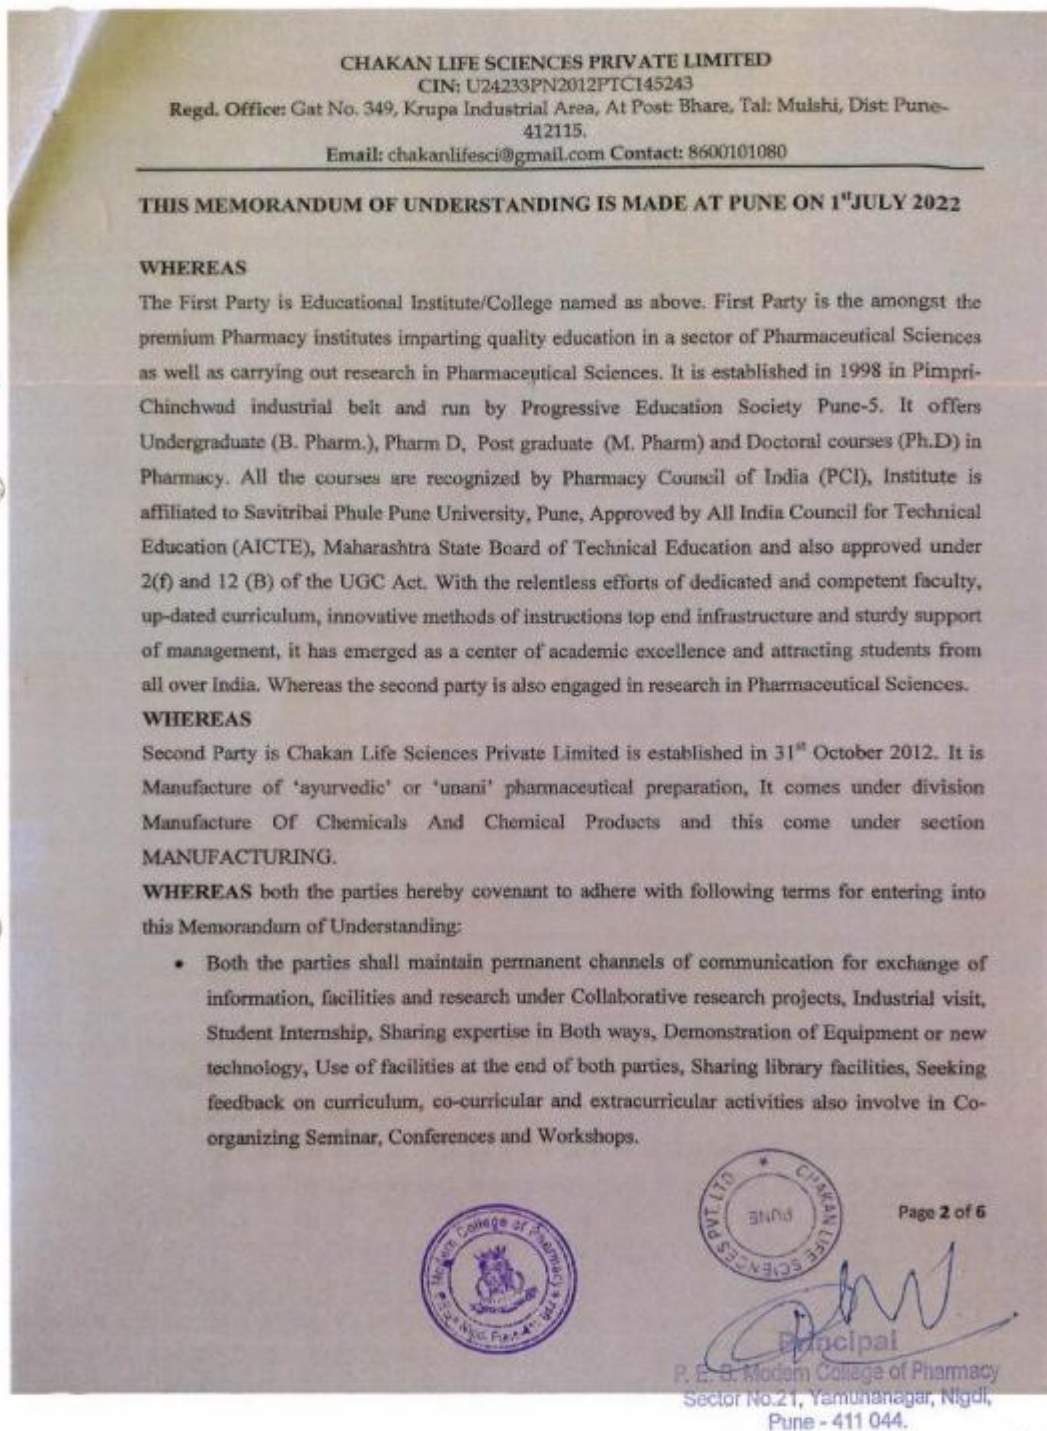 CHAKAN LIFE SCIENCES PRIVATE LIMITED
CIN: U24233PN2012PTC145243
Regd. Office: Gat No. 349, Krupa Industrial Area, At Post: Bhare, Tal: Mulshi, Dist: Pune-
412115.
Email: chakanlifesci@gmail.com Contact: 8600101080
THIS MEMORANDUM OF UNDERSTANDING IS MADE AT PUNE ON 1st JULY 2022
WHEREAS
The First Party is Educational Institute/College named as above. First Party is the amongst the
premium Pharmacy institutes imparting quality education in a sector of Pharmaceutical Sciences
as well as carrying out research in Pharmaceutical Sciences. It is established in 1998 in Pimpri-
Chinchwad industrial belt and run by Progressive Education Society Pune-5. It offers
Undergraduate (B. Pharm.), Pharm D, Post graduate (M. Pharm) and Doctoral courses (Ph.D) in
Pharmacy. All the courses are recognized by Pharmacy Council of India (PCI), Institute is
affiliated to Savitribai Phule Pune University, Pune, Approved by All India Council for Technical
Education (AICTE), Maharashtra State Board of Technical Education and also approved under
2(f) and 12 (B) of the UGC Act. With the relentless efforts of dedicated and competent faculty,
up-dated curriculum, innovative methods of instructions top end infrastructure and sturdy support
of management, it has emerged as a center of academic excellence and attracting students from
all over India. Whereas the second party is also engaged in research in Pharmaceutical Sciences.
WHEREAS
Second Party is Chakan Life Sciences Private Limited is established in 31st October 2012. It is
Manufacture of 'ayurvedic' or 'unani' pharmaceutical preparation, It comes under division
Manufacture Of Chemicals And Chemical Products and this come under section
MANUFACTURING.
WHEREAS both the parties hereby covenant to adhere with following terms for entering into
this Memorandum of Understanding:
• Both the parties shall maintain permanent channels of communication for exchange of
information, facilities and research under Collaborative research projects, Industrial visit,
Student Internship, Sharing expertise in Both ways, Demonstration of Equipment or new
technology, Use of facilities at the end of both parties, Sharing library facilities, Seeking
feedback on curriculum, co-curricular and extracurricular activities also involve in Co-
organizing Seminar, Conferences and Workshops.
CHAKAN LIFE SCIENCES PVT. LTD.
PUNE
Page 2 of 6
Modern College of Pharmacy
Principal
P. E. S. Modern College of Pharmacy
Sector No.21, Yamunanagar, Nigdi,
Pune - 411 044.